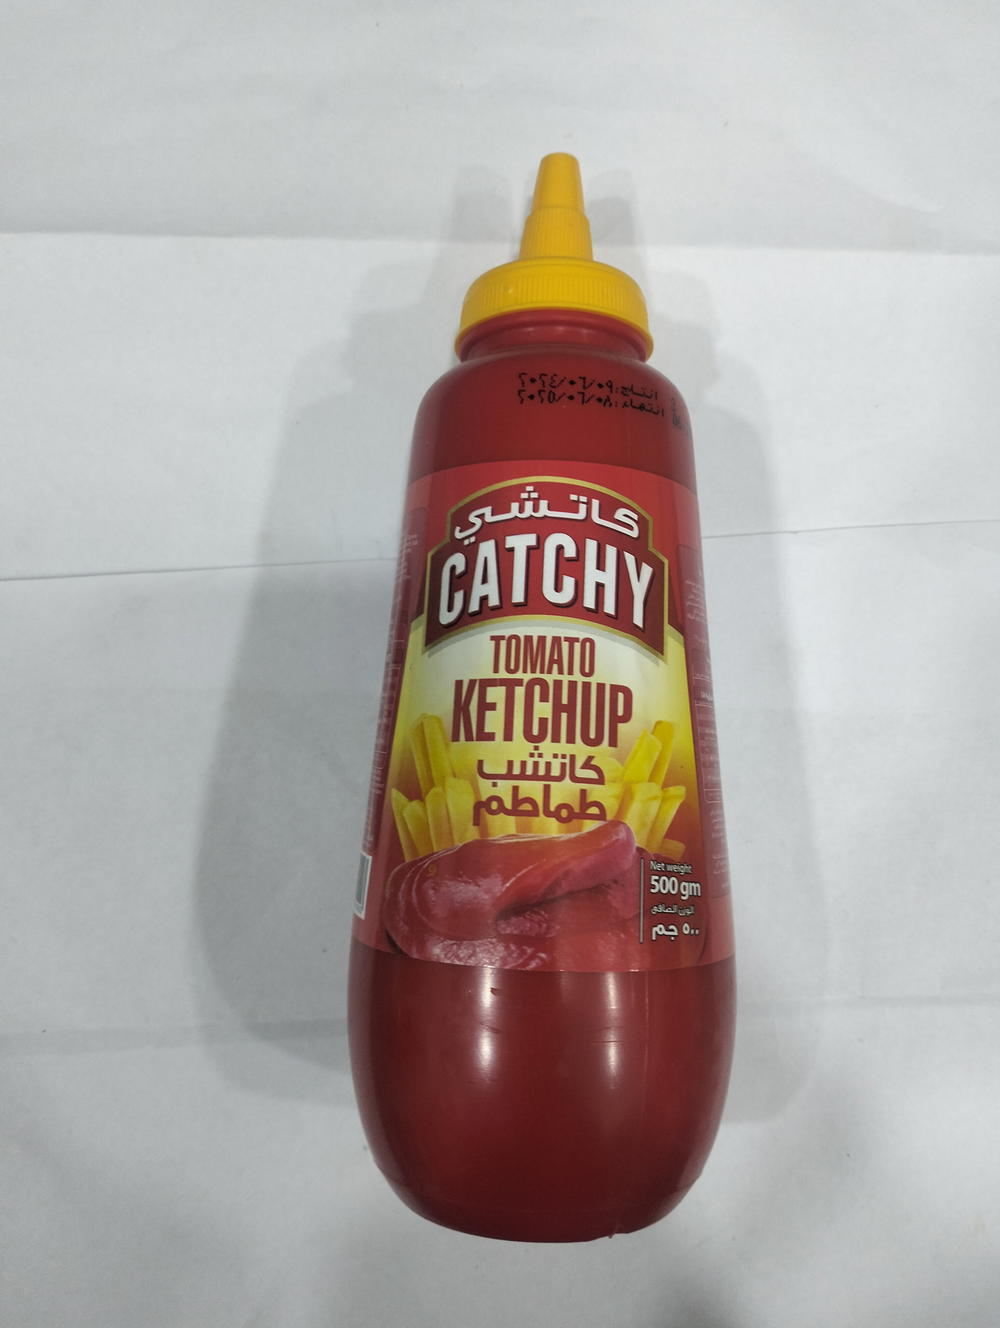 انتاج: ٢٠٢٤/٠٦/٠٩
انتهاء: ٢٠٢٥/٠٦/٠٨
كاتشي
CATCHY
TOMATO
KETCHUP
كاتشب
طماطم
Net weight
500 gm
الوزن الصافي
٥٠٠ جم